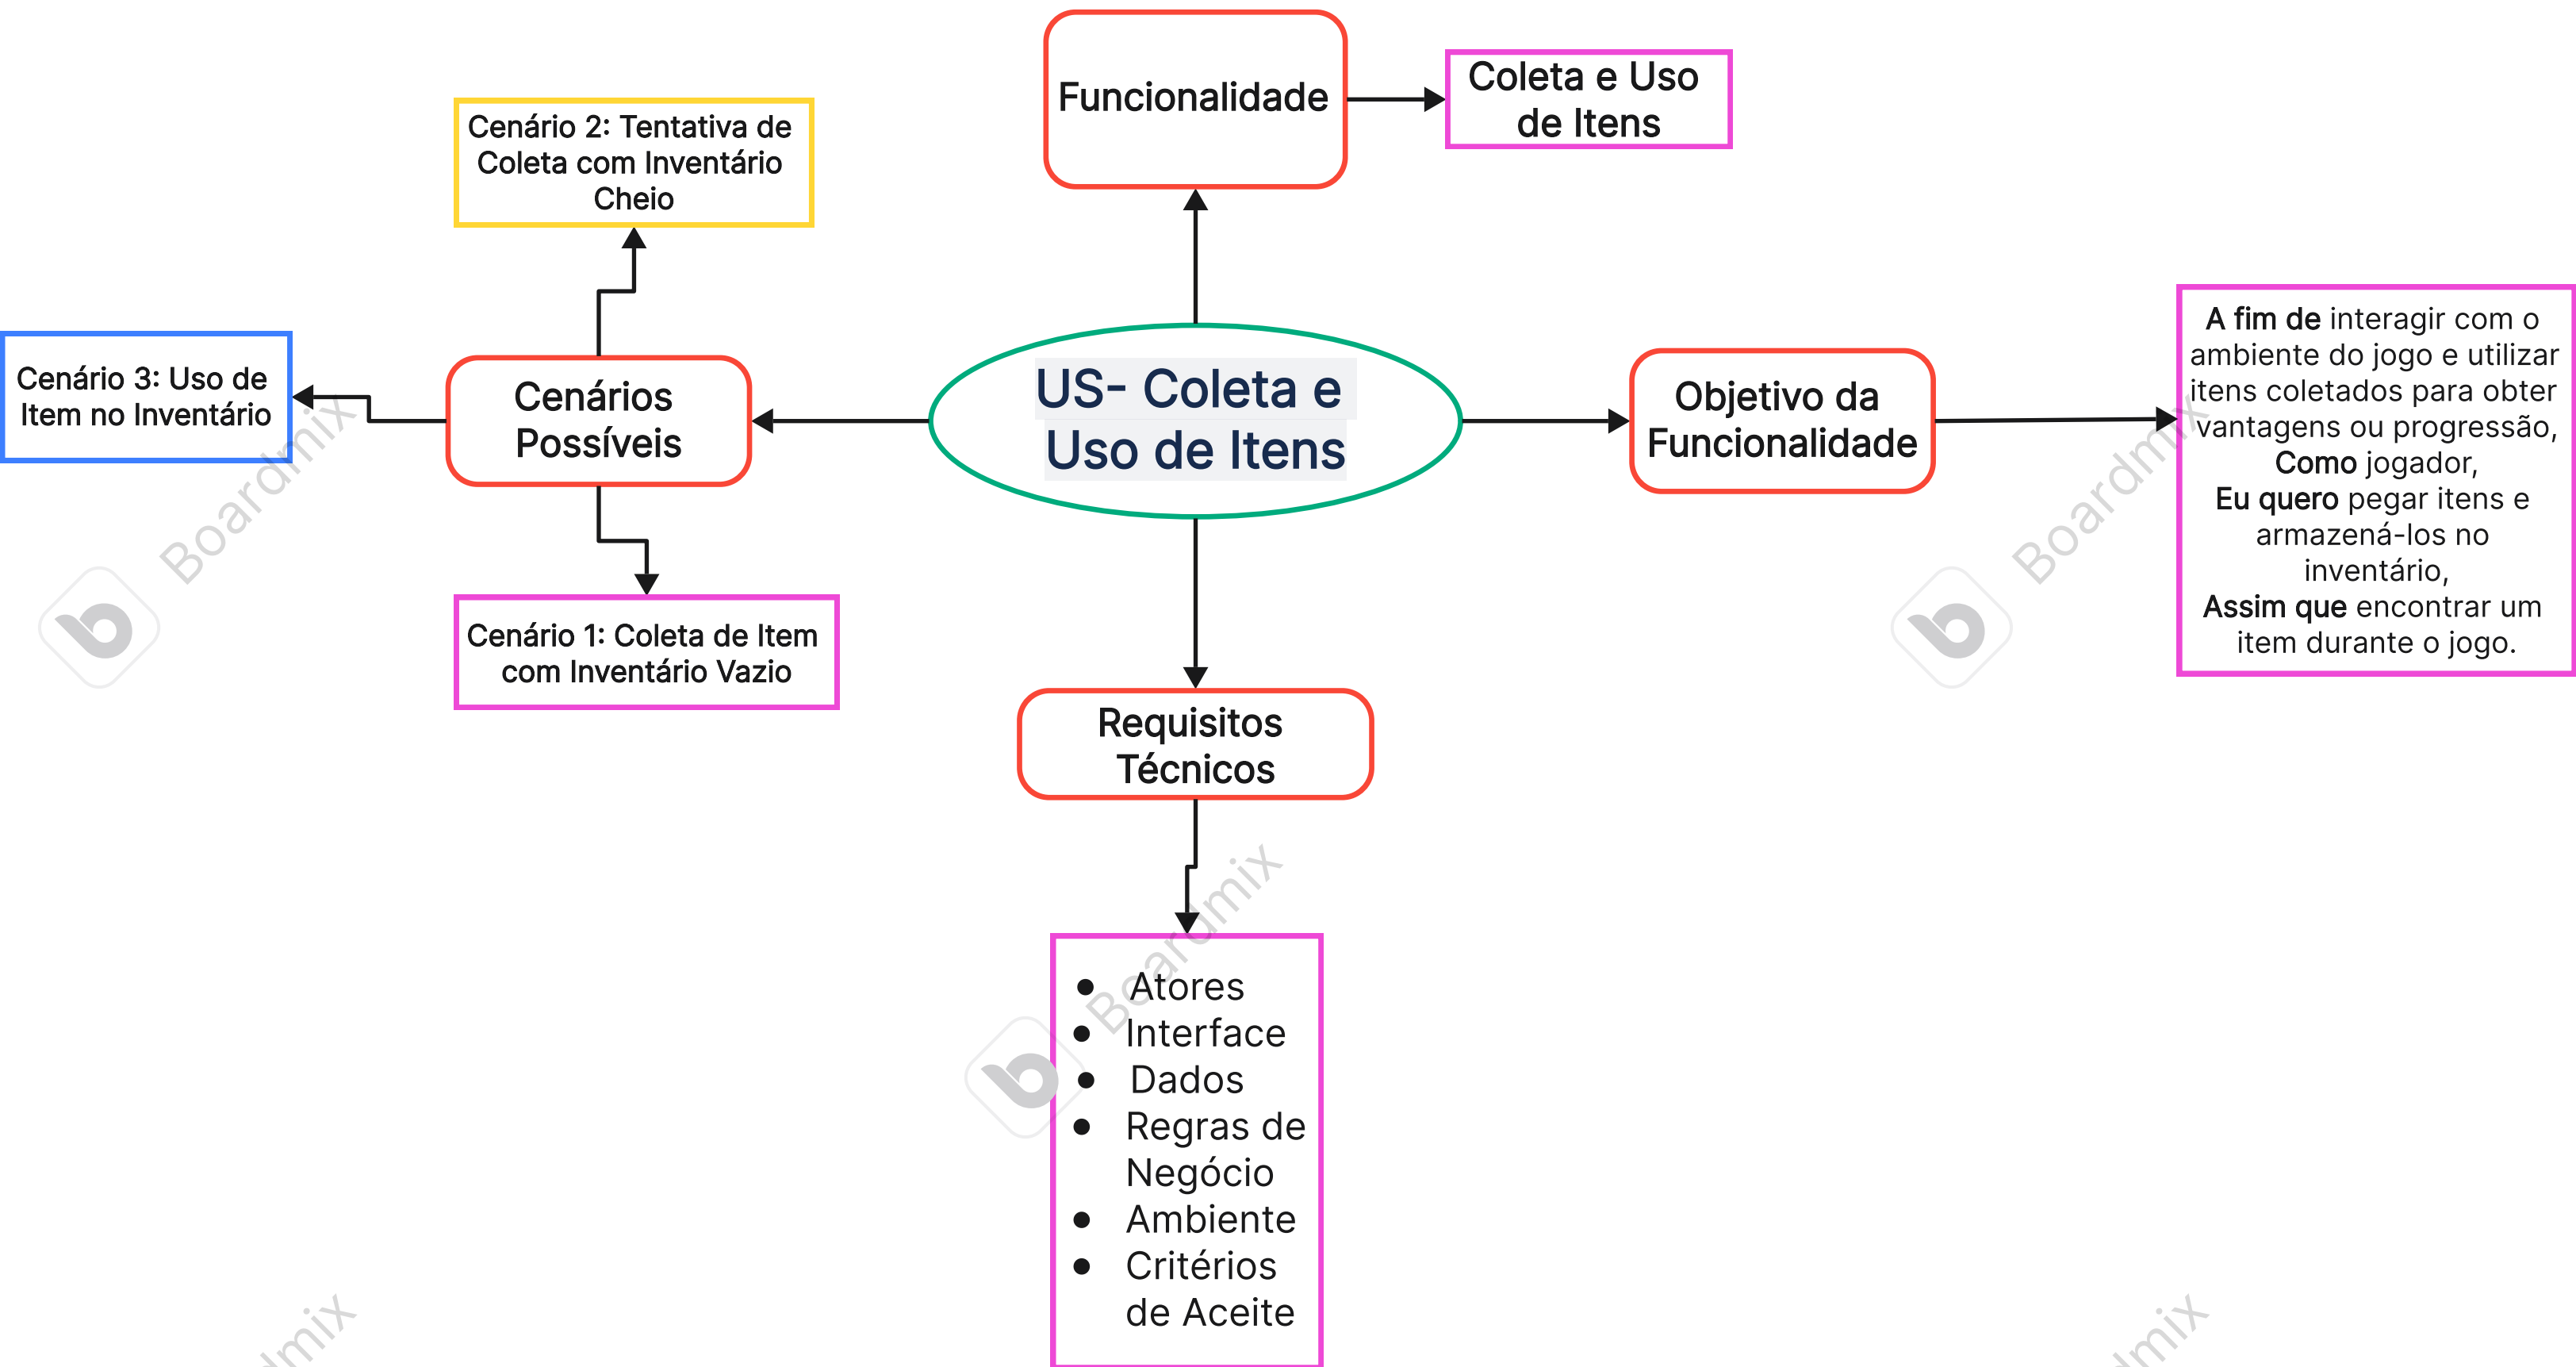 Funcionalidade
Coleta e Uso
de Itens
Cenário 2: Tentativa de
Coleta com Inventário
Cheio
Cenário 3: Uso de
Item no Inventário
Cenários
Possíveis
US- Coleta e
Uso de Itens
Objetivo da
Funcionalidade
A fim de interagir com o
ambiente do jogo e utilizar
itens coletados para obter
vantagens ou progressão,
Como jogador,
Eu quero pegar itens e
armazená-los no
inventário,
Assim que encontrar um
item durante o jogo.
Cenário 1: Coleta de Item
com Inventário Vazio
Requisitos
Técnicos
• Atores
• Interface
• Dados
• Regras de
Negócio
• Ambiente
• Critérios
de Aceite
Boardmix
Boardmix
Boardmix
dmix
dmix